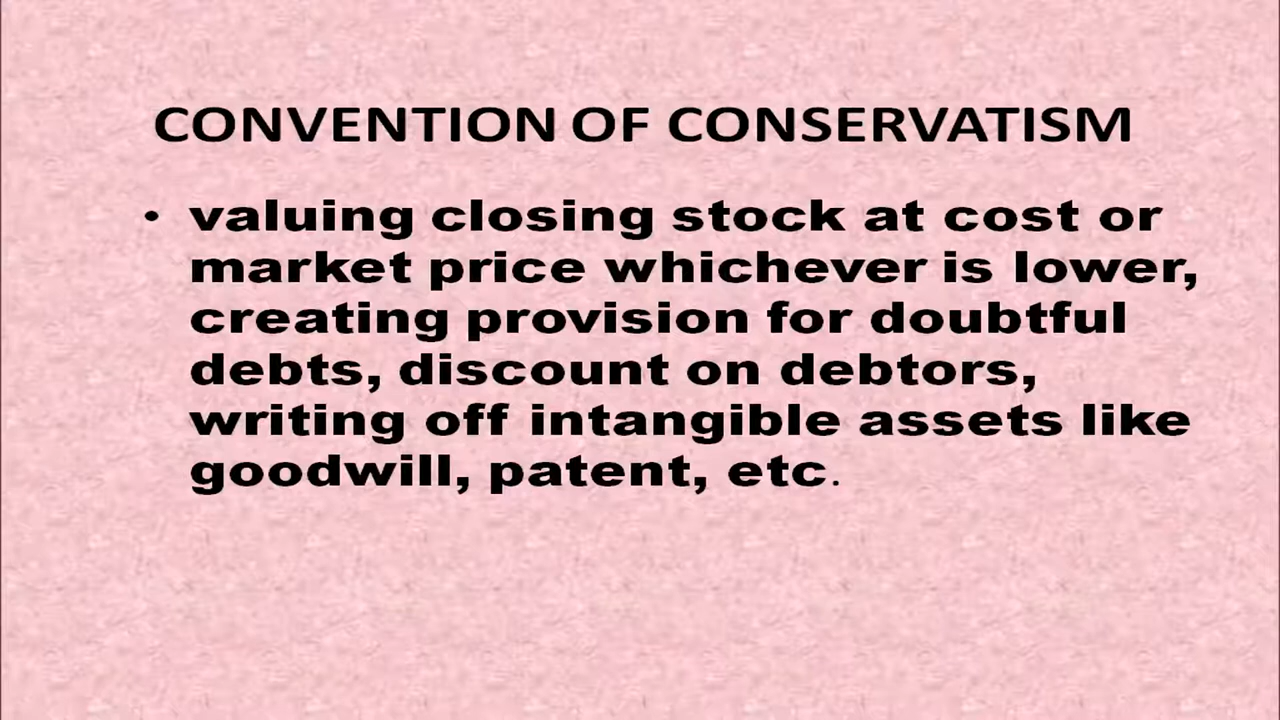 CONVENTION OF CONSERVATISM
• valuing closing stock at cost or
market price whichever is lower,
creating provision for doubtful
debts, discount on debtors,
writing off intangible assets like
goodwill, patent, etc.